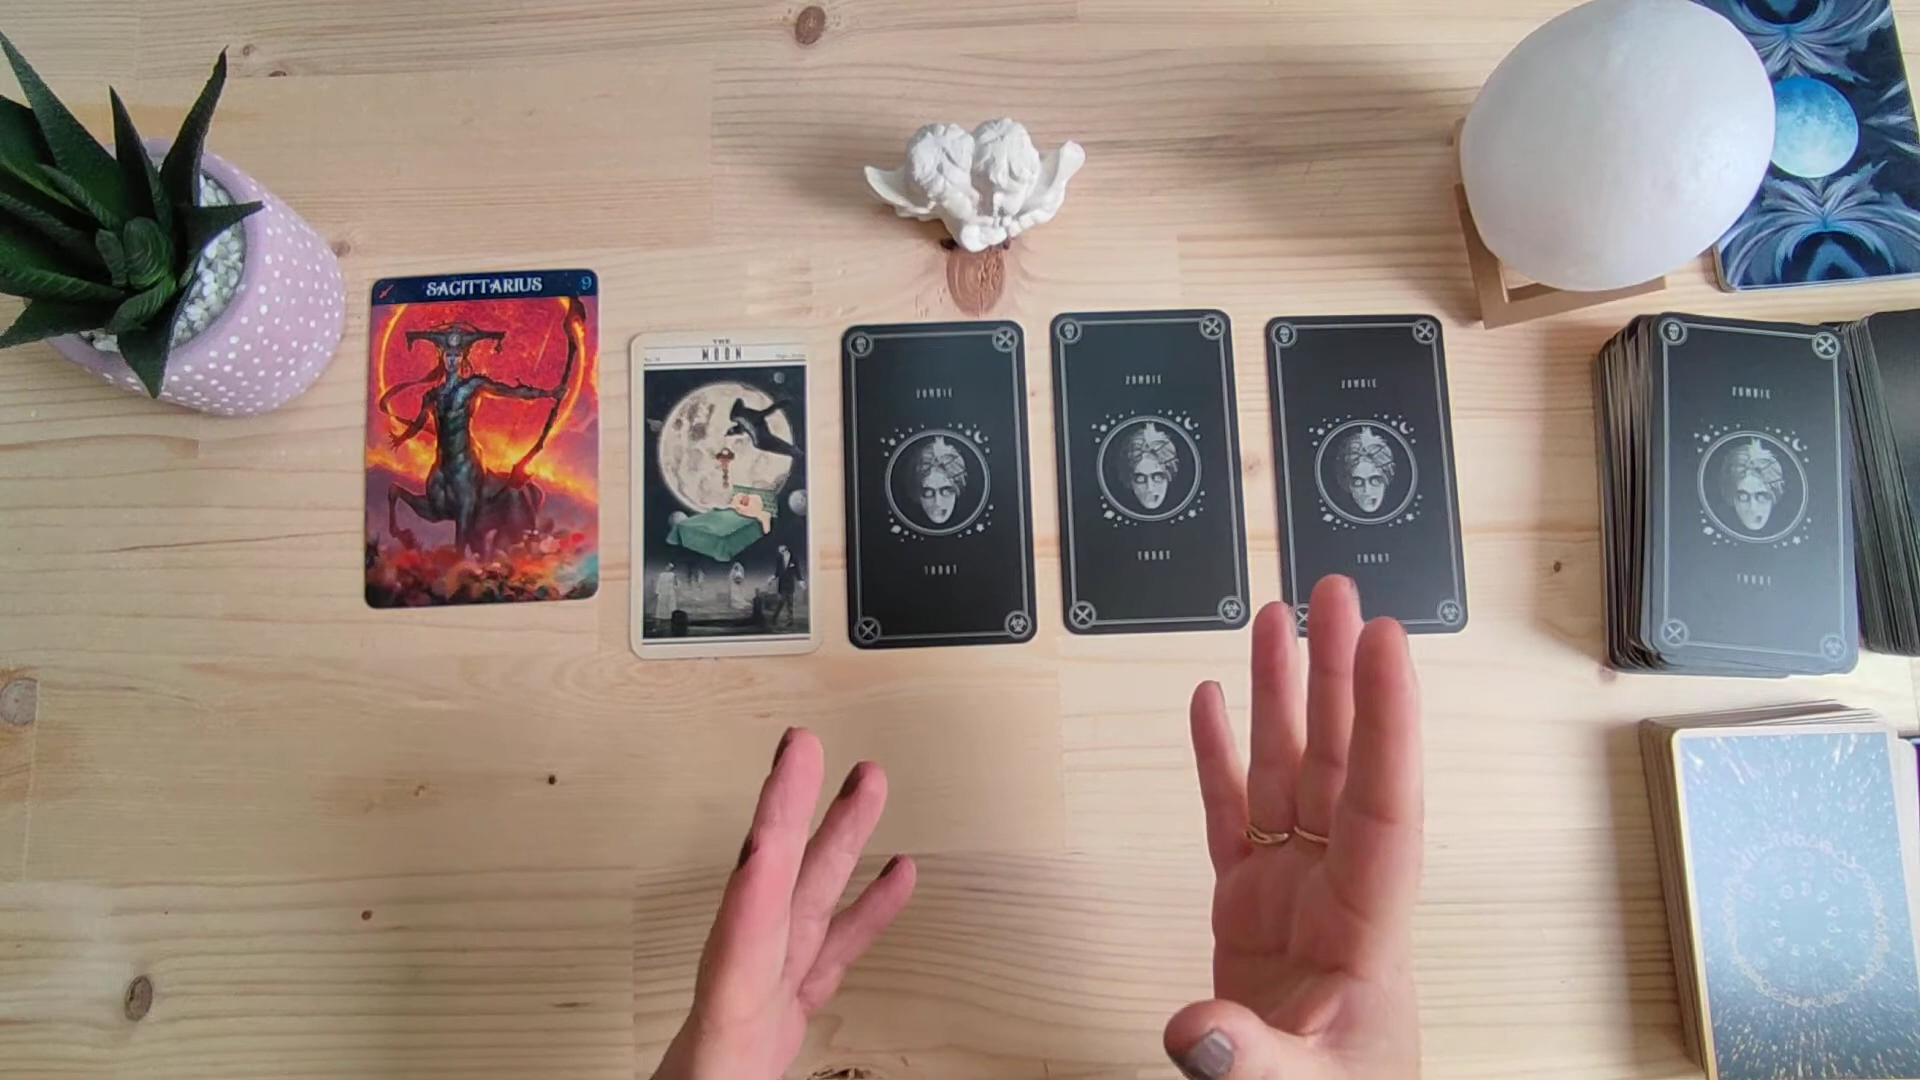 SAGITTARIUS 9
THE
MOON
ZOMBIE
TAROT
ZOMBIE
TAROT
ZOMBIE
TAROT
ZOMBIE
TAROT